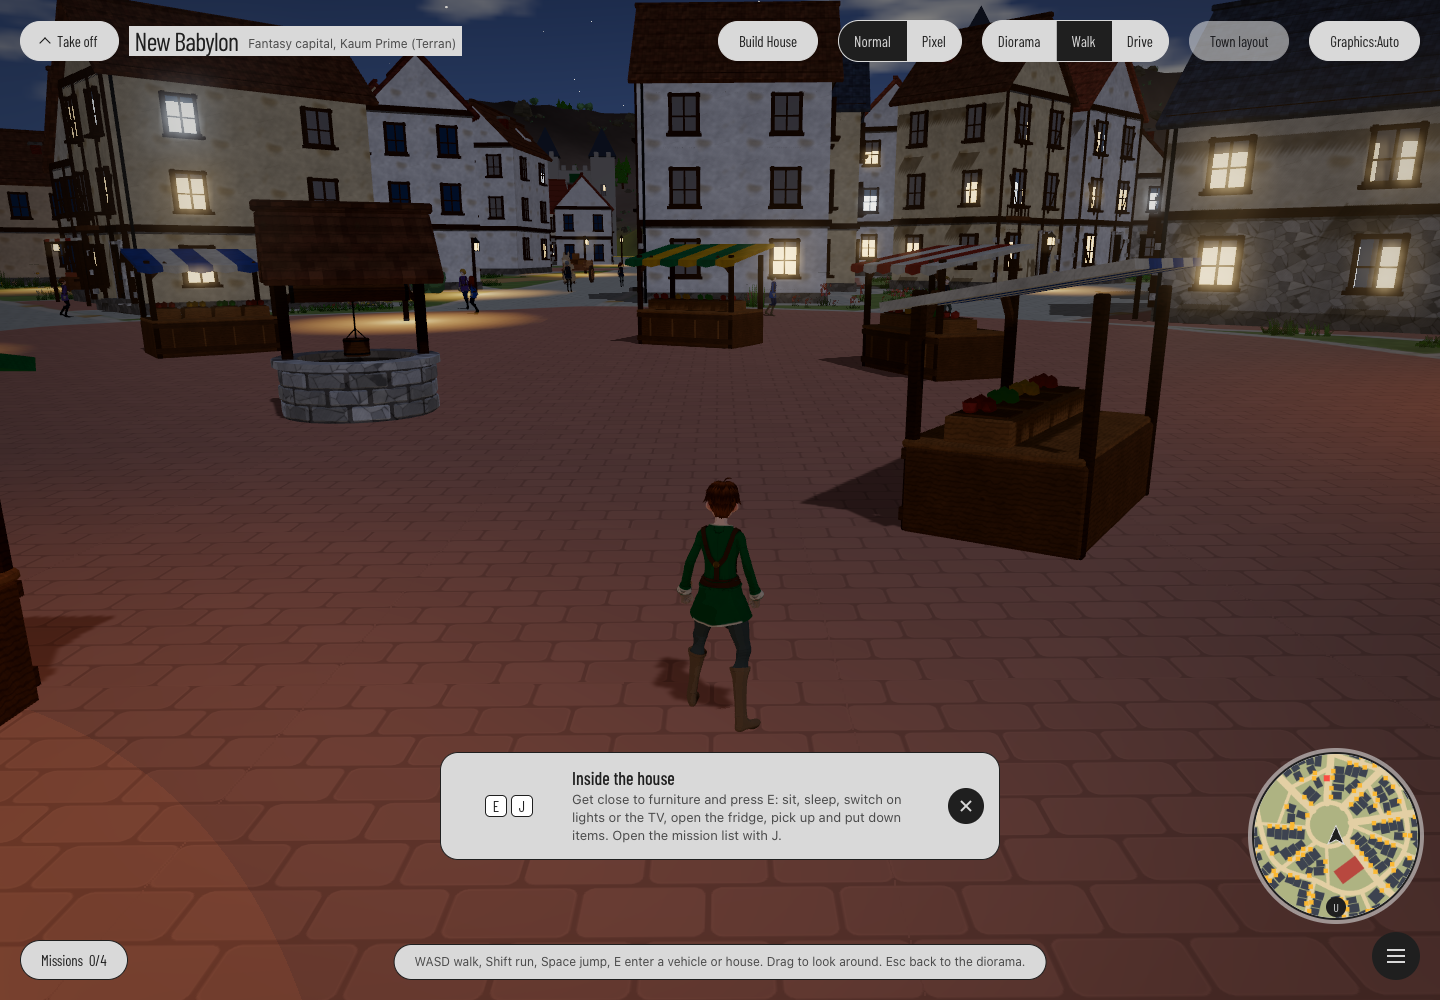 Take off
New Babylon Fantasy capital, Kaum Prime (Terran)
Build House
Normal Pixel
Diorama Walk Drive
Town layout
Graphics:Auto
E J
Inside the house
Get close to furniture and press E: sit, sleep, switch on
lights or the TV, open the fridge, pick up and put down
items. Open the mission list with J.
U
Missions 0/4
WASD walk, Shift run, Space jump, E enter a vehicle or house. Drag to look around. Esc back to the diorama.